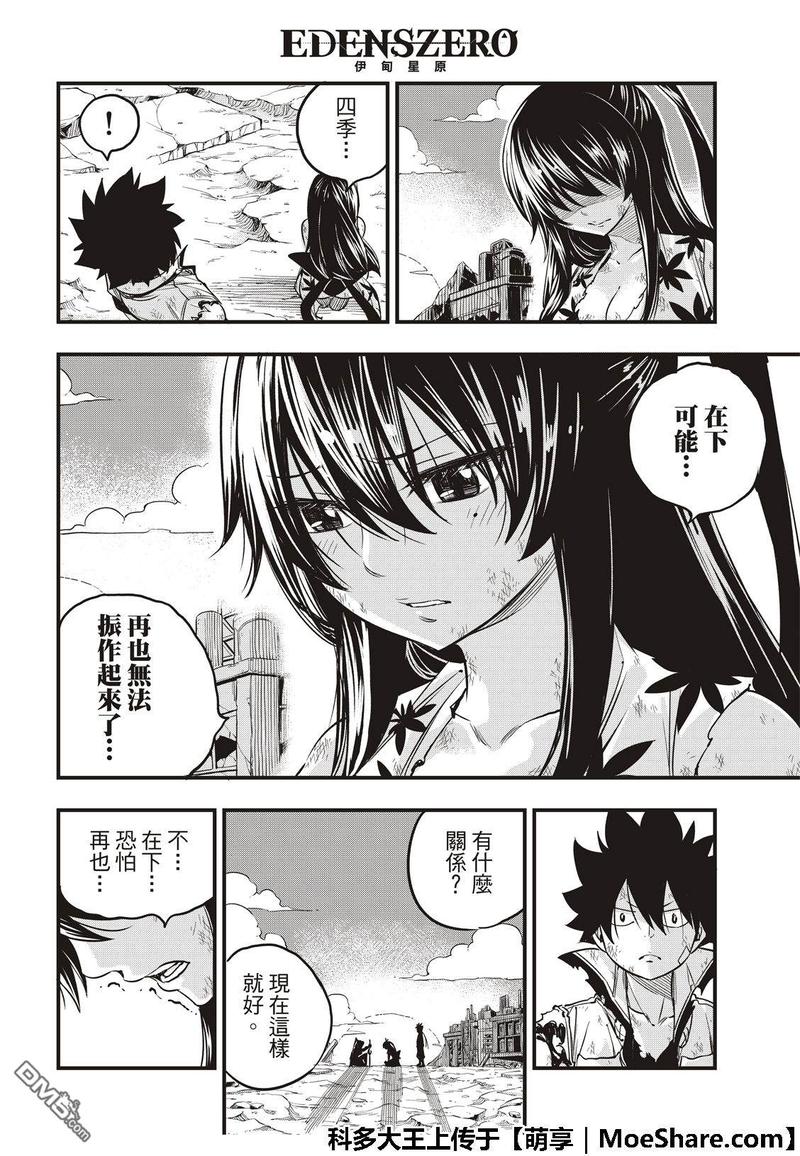 EDENSZERO
伊甸星原
四季…
！
在下
可能…
再也無法
振作起來了…
有什麼
關係？
現在這樣
就好。
不…
在下…
恐怕
再也…
DM5.com
科多大王上传于【萌享｜MoeShare.com】